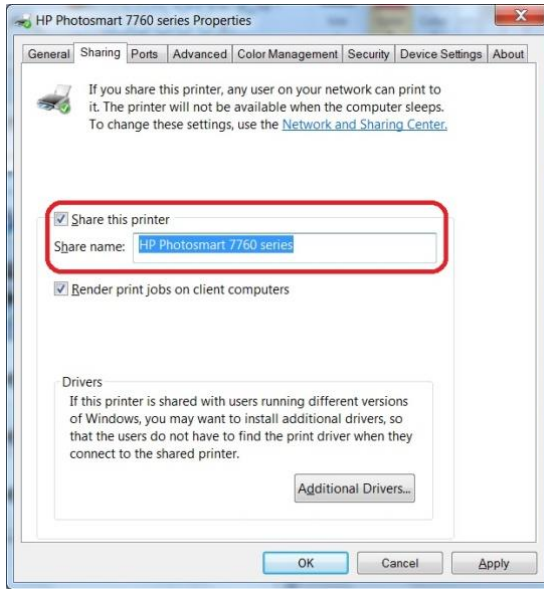 HP Photosmart 7760 series Properties
General Sharing Ports Advanced Color Management Security Device Settings About
If you share this printer, any user on your network can print to
it. The printer will not be available when the computer sleeps.
To change these settings, use the Network and Sharing Center.
Share this printer
Share name: HP Photosmart 7760 series
Render print jobs on client computers
Drivers
If this printer is shared with users running different versions
of Windows, you may want to install additional drivers, so
that the users do not have to find the print driver when they
connect to the shared printer.
Additional Drivers...
OK Cancel Apply